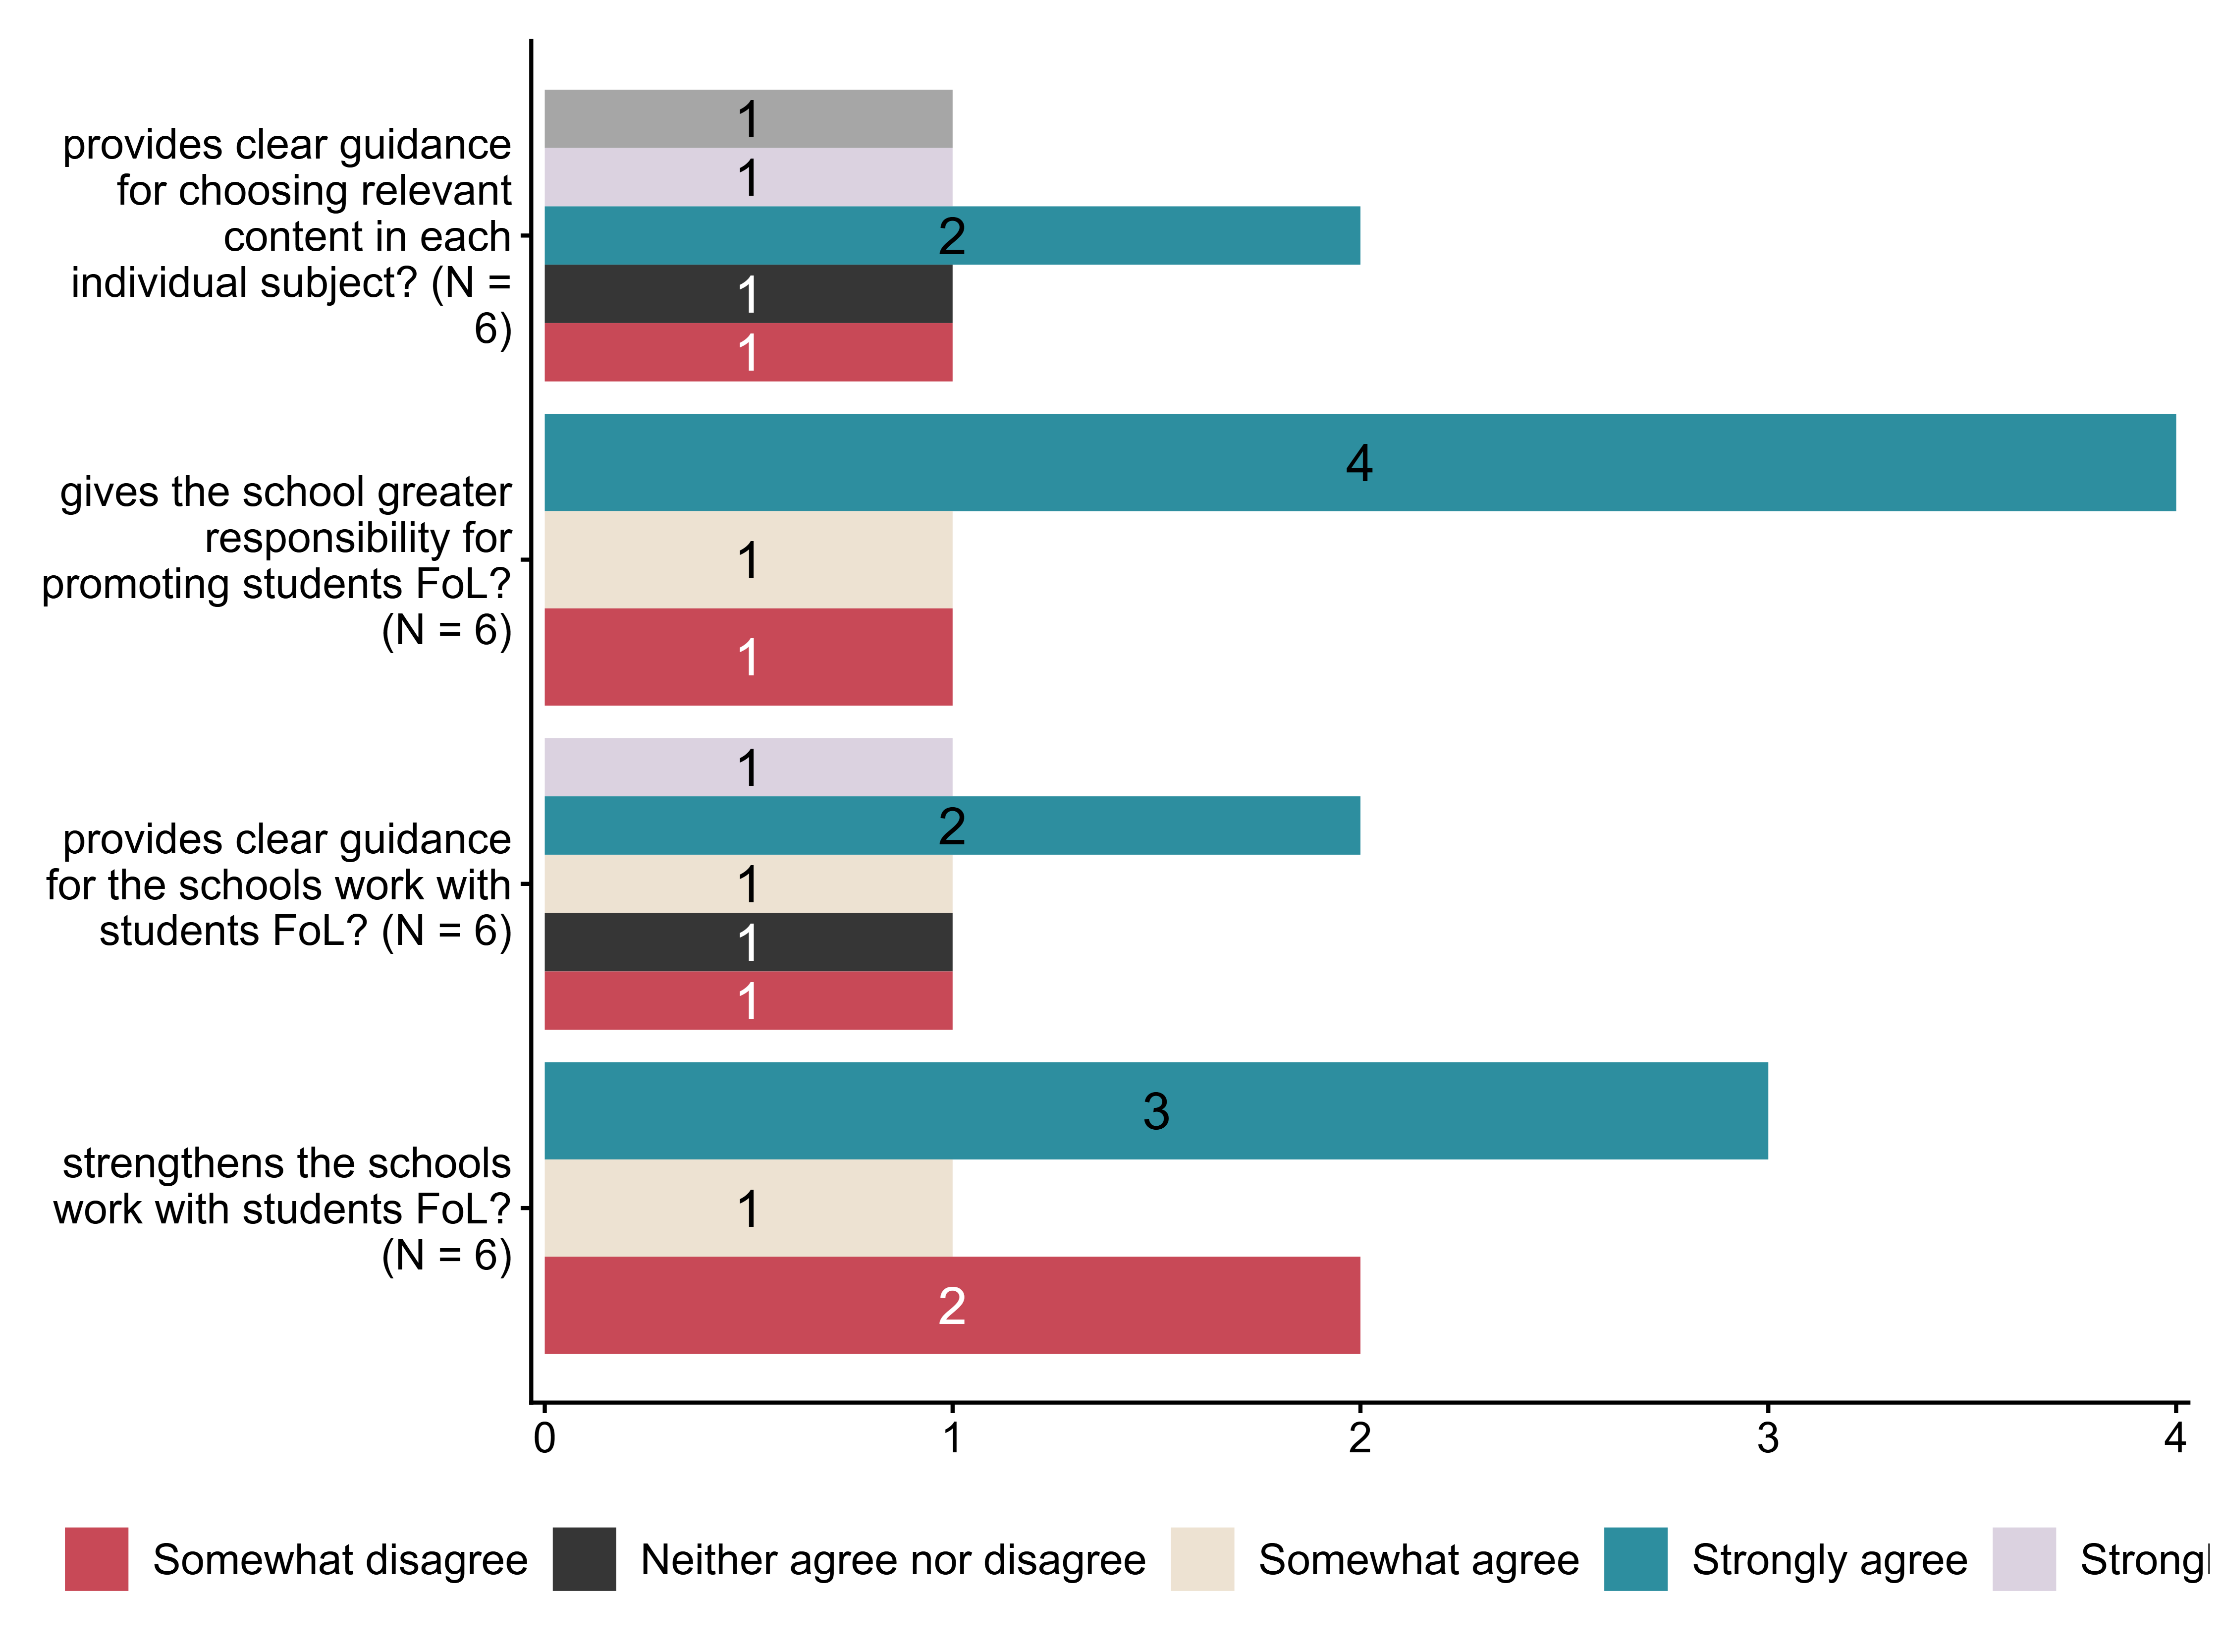 provides clear guidance
for choosing relevant
content in each
individual subject? (N =
6)
1
1
2
1
1
gives the school greater
responsibility for
promoting students FoL?
(N = 6)
4
1
1
provides clear guidance
for the schools work with
students FoL? (N = 6)
1
2
1
1
1
strengthens the schools
work with students FoL?
(N = 6)
3
1
2
0 1 2 3 4
Somewhat disagree Neither agree nor disagree Somewhat agree Strongly agree